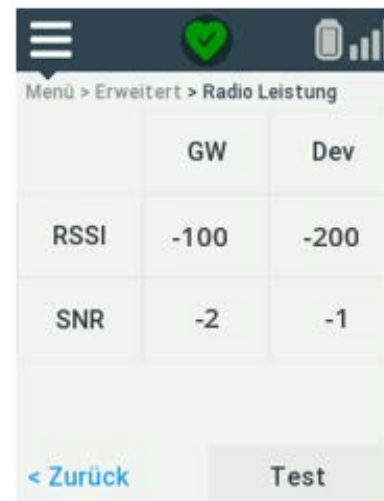 Menü > Erweitert > Radio Leistung
GW Dev
RSSI -100 -200
SNR -2 -1
< Zurück Test